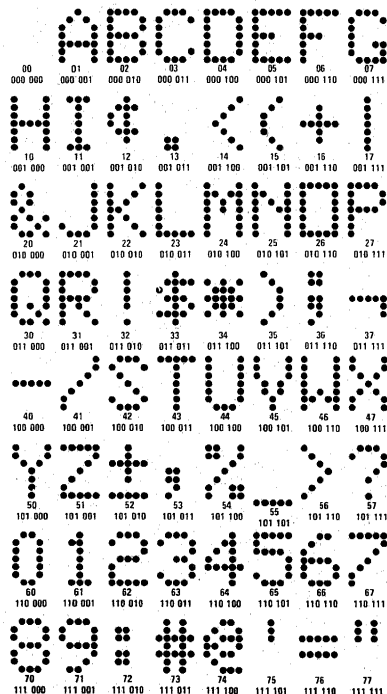 A B C D E F G
00 01 02 03 04 05 06 07
000 000 000 001 000 010 000 011 000 100 000 101 000 110 000 111
H I ¢ . < ( + |
10 11 12 13 14 15 16 17
001 000 001 001 001 010 001 011 001 100 001 101 001 110 001 111
& J K L M N O P
20 21 22 23 24 25 26 27
010 000 010 001 010 010 010 011 010 100 010 101 010 110 010 111
Q R ! $ * ) ; ¬
30 31 32 33 34 35 36 37
011 000 011 001 011 010 011 011 011 100 011 101 011 110 011 111
— / S T U V W X
40 41 42 43 44 45 46 47
100 000 100 001 100 010 100 011 100 100 100 101 100 110 100 111
Y Z ± , % _ > ?
50 51 52 53 54 55 56 57
101 000 101 001 101 010 101 011 101 100 101 101 101 110 101 111
0 1 2 3 4 5 6 7
60 61 62 63 64 65 66 67
110 000 110 001 110 010 110 011 110 100 110 101 110 110 110 111
8 9 : # @ ' = "
70 71 72 73 74 75 76 77
111 000 111 001 111 010 111 011 111 100 111 101 111 110 111 111